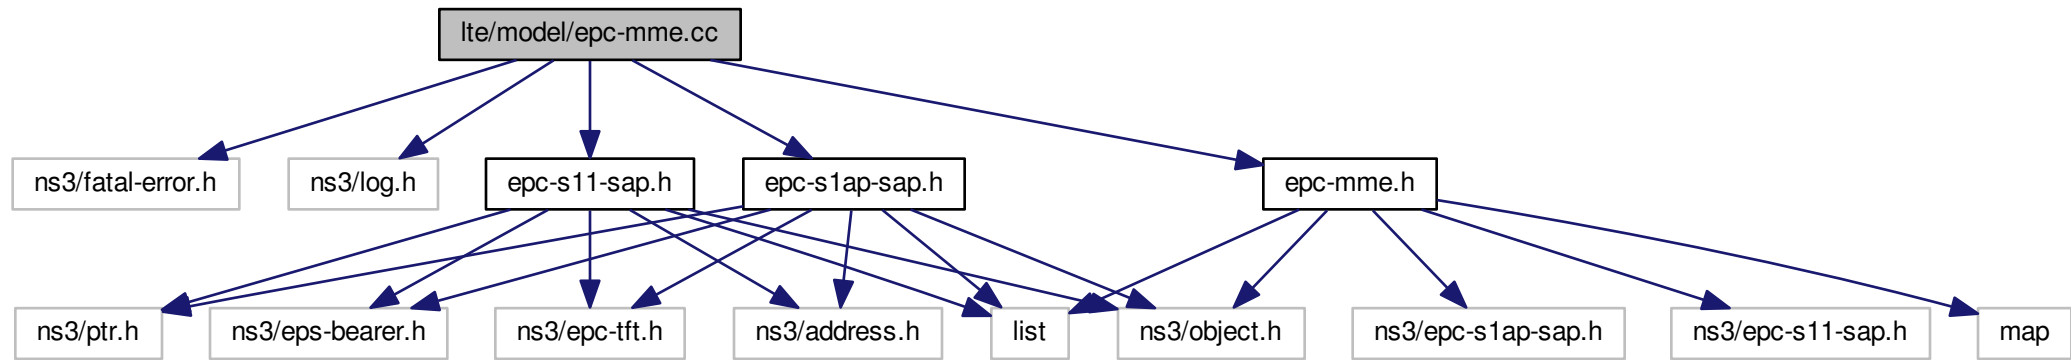 lte/model/epc-mme.cc
ns3/fatal-error.h
ns3/log.h
epc-s11-sap.h
epc-s1ap-sap.h
epc-mme.h
ns3/ptr.h
ns3/eps-bearer.h
ns3/epc-tft.h
ns3/address.h
list
ns3/object.h
ns3/epc-s1ap-sap.h
ns3/epc-s11-sap.h
map